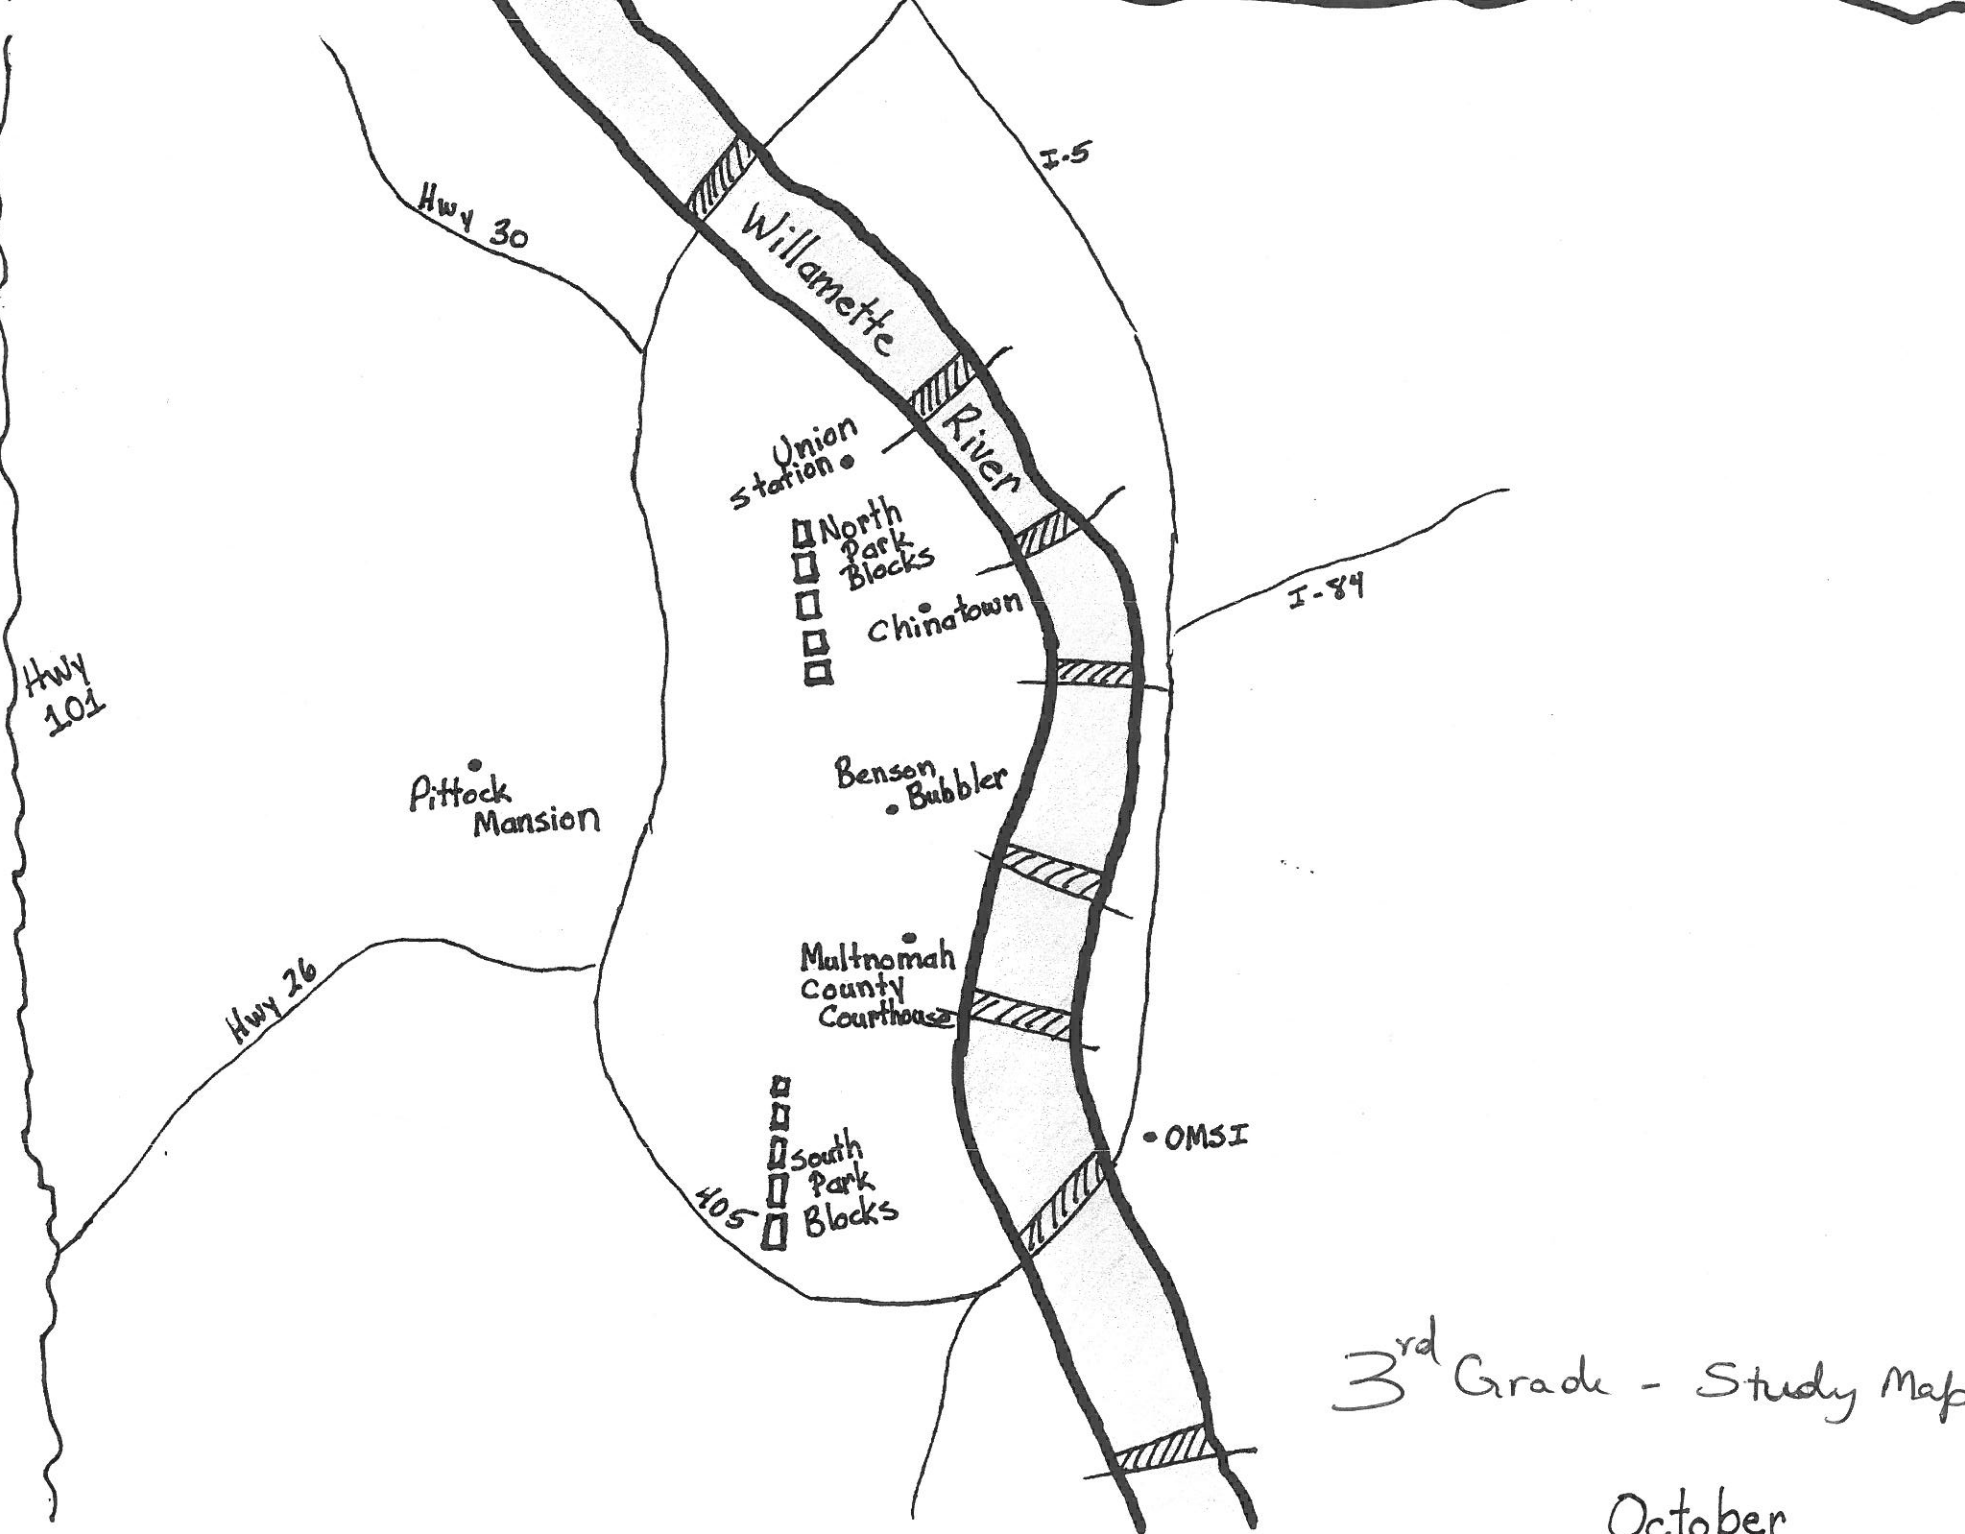 I-5
Hwy 30
Willamette
River
Union
Station
North
Park
Blocks
Chinatown
I-84
Hwy
101
Benson
Bubbler
Pittock
Mansion
Multnomah
County
Courthouse
Hwy 26
OMSI
South
Park
Blocks
405
3rd Grade - Study Map
October